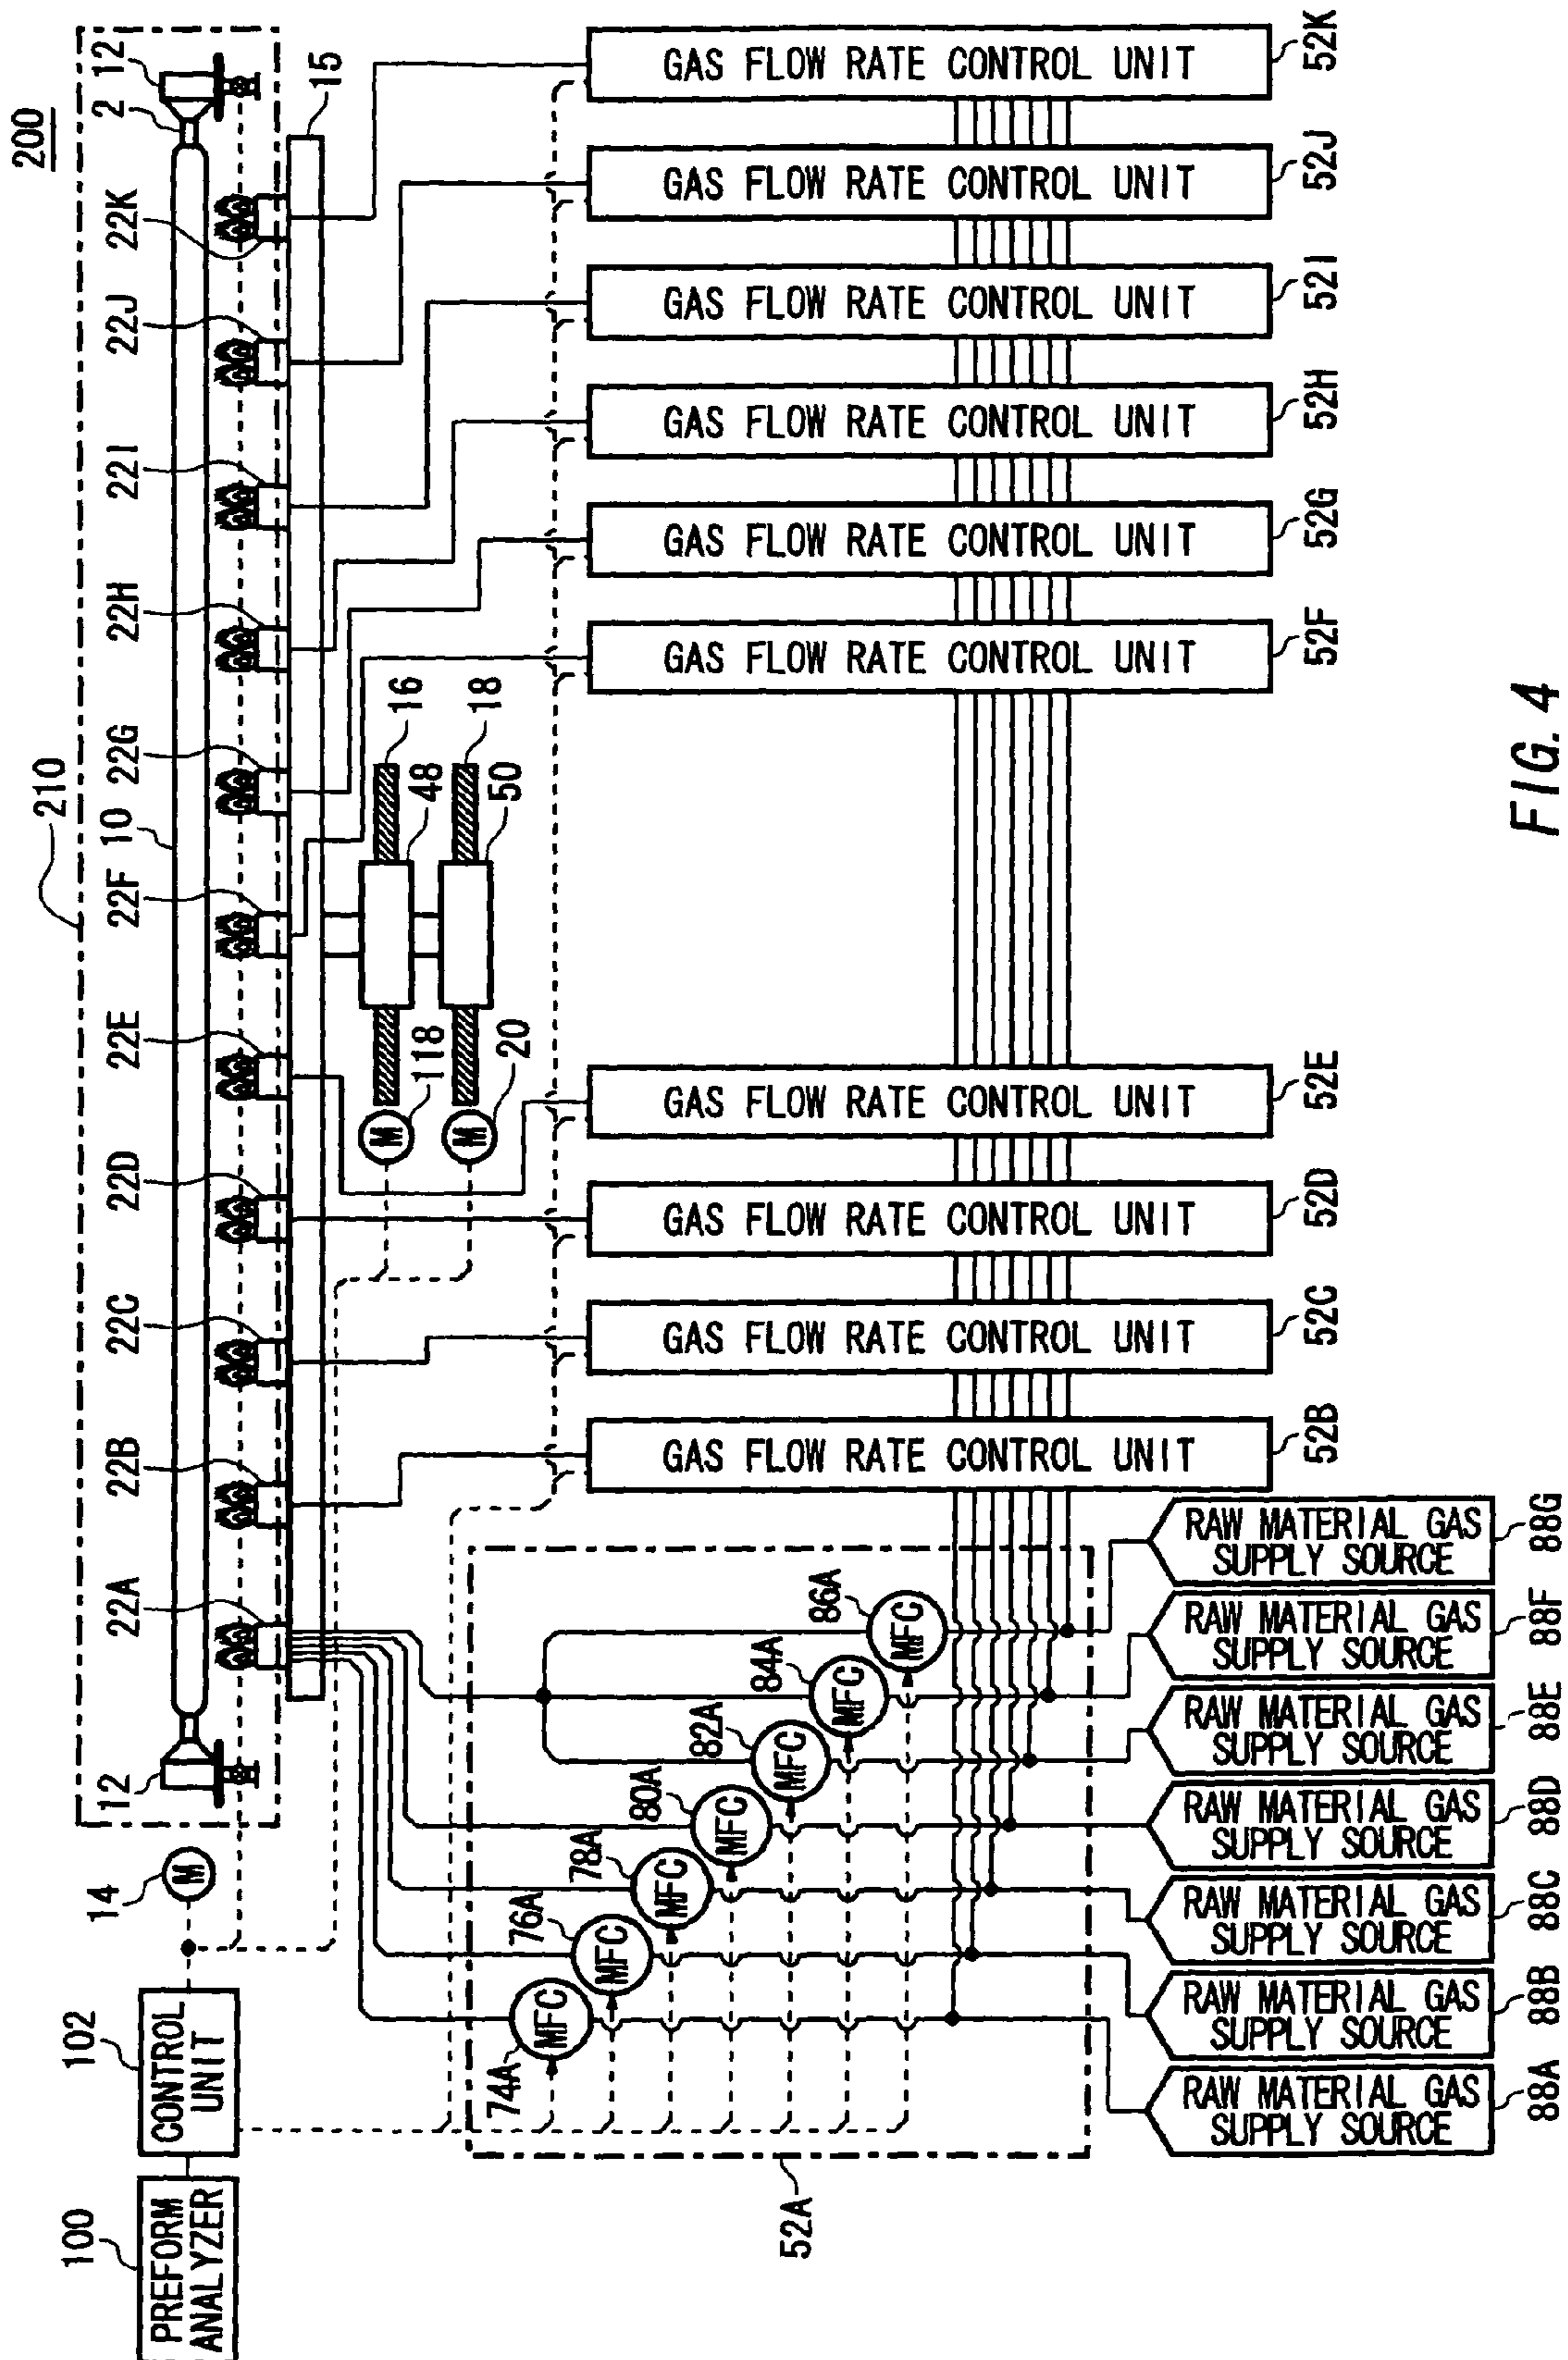 200
210
100
PREFORM
ANALYZER
102
CONTROL
UNIT
14
M
12
10
2
12
22A
22B
22C
22D
22E
22F
22G
22H
22I
22J
22K
15
M
118
48
16
M
20
50
18
52A
74A
MFC
76A
MFC
78A
MFC
80A
MFC
82A
MFC
84A
MFC
86A
MFC
GAS FLOW RATE CONTROL UNIT
52B
GAS FLOW RATE CONTROL UNIT
52C
GAS FLOW RATE CONTROL UNIT
52D
GAS FLOW RATE CONTROL UNIT
52E
GAS FLOW RATE CONTROL UNIT
52F
GAS FLOW RATE CONTROL UNIT
52G
GAS FLOW RATE CONTROL UNIT
52H
GAS FLOW RATE CONTROL UNIT
52I
GAS FLOW RATE CONTROL UNIT
52J
GAS FLOW RATE CONTROL UNIT
52K
RAW MATERIAL GAS
SUPPLY SOURCE
88A
RAW MATERIAL GAS
SUPPLY SOURCE
88B
RAW MATERIAL GAS
SUPPLY SOURCE
88C
RAW MATERIAL GAS
SUPPLY SOURCE
88D
RAW MATERIAL GAS
SUPPLY SOURCE
88E
RAW MATERIAL GAS
SUPPLY SOURCE
88F
RAW MATERIAL GAS
SUPPLY SOURCE
88G
FIG. 4